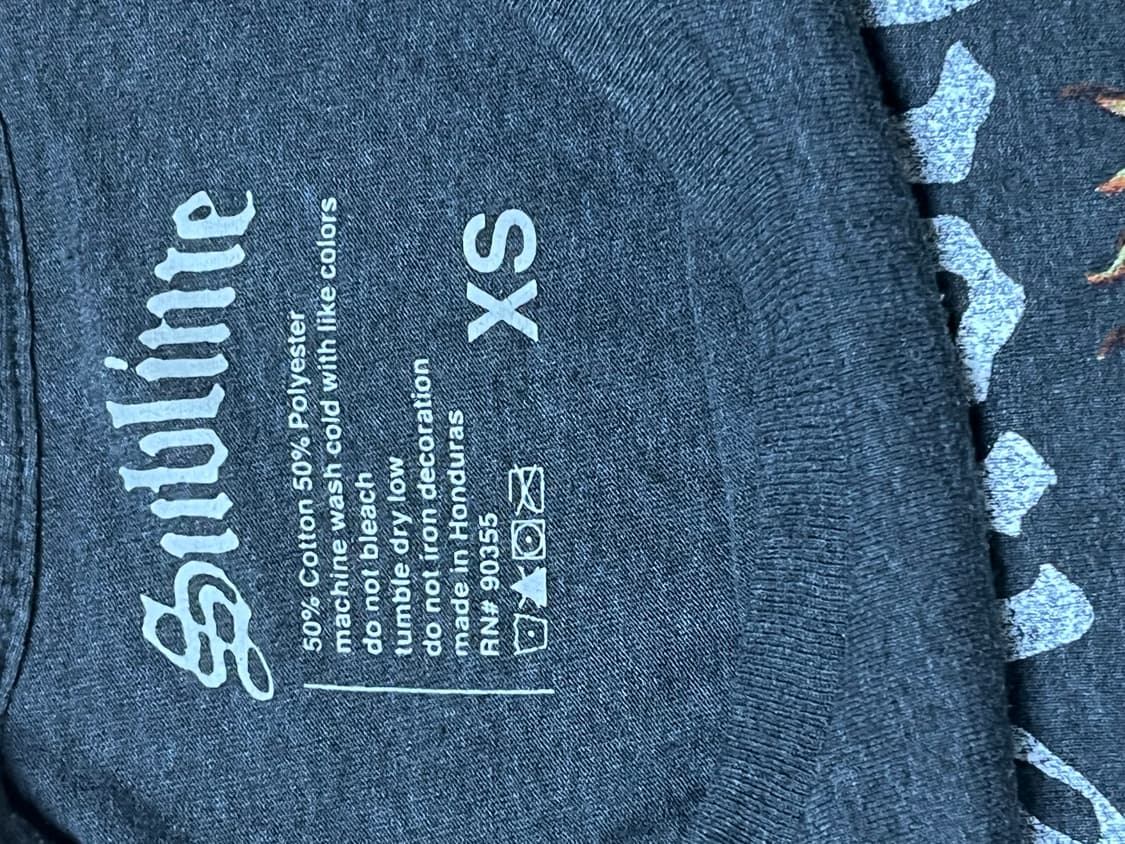 Sublime
50% Cotton 50% Polyester
machine wash cold with like colors
do not bleach
tumble dry low
do not iron decoration
made in Honduras
RN# 90355
XS